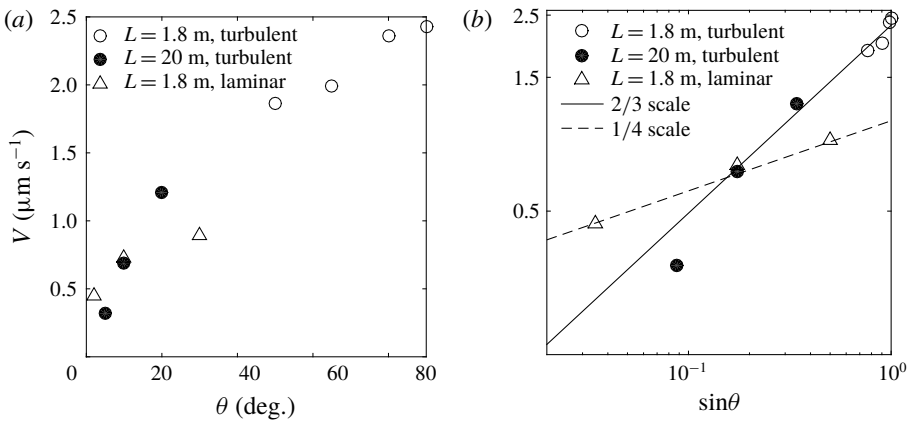 (a)
L = 1.8 m, turbulent
L = 20 m, turbulent
L = 1.8 m, laminar
3.0
2.5
2.0
1.5
1.0
0.5
V (μm s−1)
0 20 40 60 80
θ (deg.)
(b)
L = 1.8 m, turbulent
L = 20 m, turbulent
L = 1.8 m, laminar
2/3 scale
1/4 scale
2.5
1.5
0.5
10−1 100
sinθ